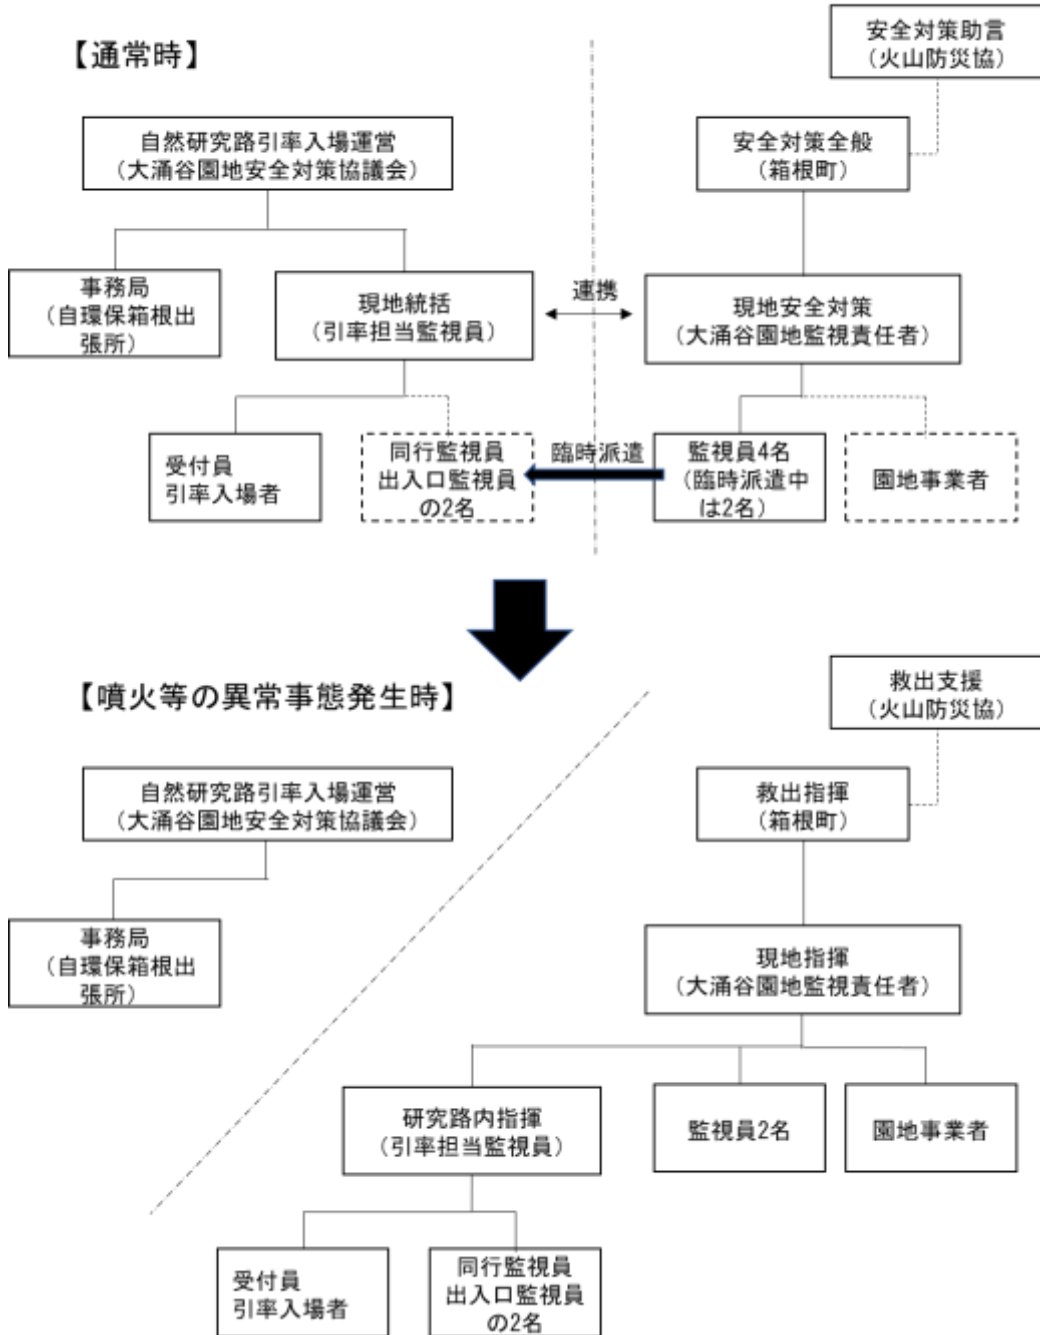 【通常時】
安全対策助言
（火山防災協）
自然研究路引率入場運営
（大涌谷園地安全対策協議会）
安全対策全般
（箱根町）
事務局
（自環保箱根出
張所）
現地統括
（引率担当監視員）
連携
現地安全対策
（大涌谷園地監視責任者）
受付員
引率入場者
同行監視員
出入口監視員
の2名
臨時派遣
監視員4名
（臨時派遣中
は2名）
園地事業者
【噴火等の異常事態発生時】
救出支援
（火山防災協）
自然研究路引率入場運営
（大涌谷園地安全対策協議会）
救出指揮
（箱根町）
事務局
（自環保箱根出
張所）
現地指揮
（大涌谷園地監視責任者）
研究路内指揮
（引率担当監視員）
監視員2名
園地事業者
受付員
引率入場者
同行監視員
出入口監視員
の2名